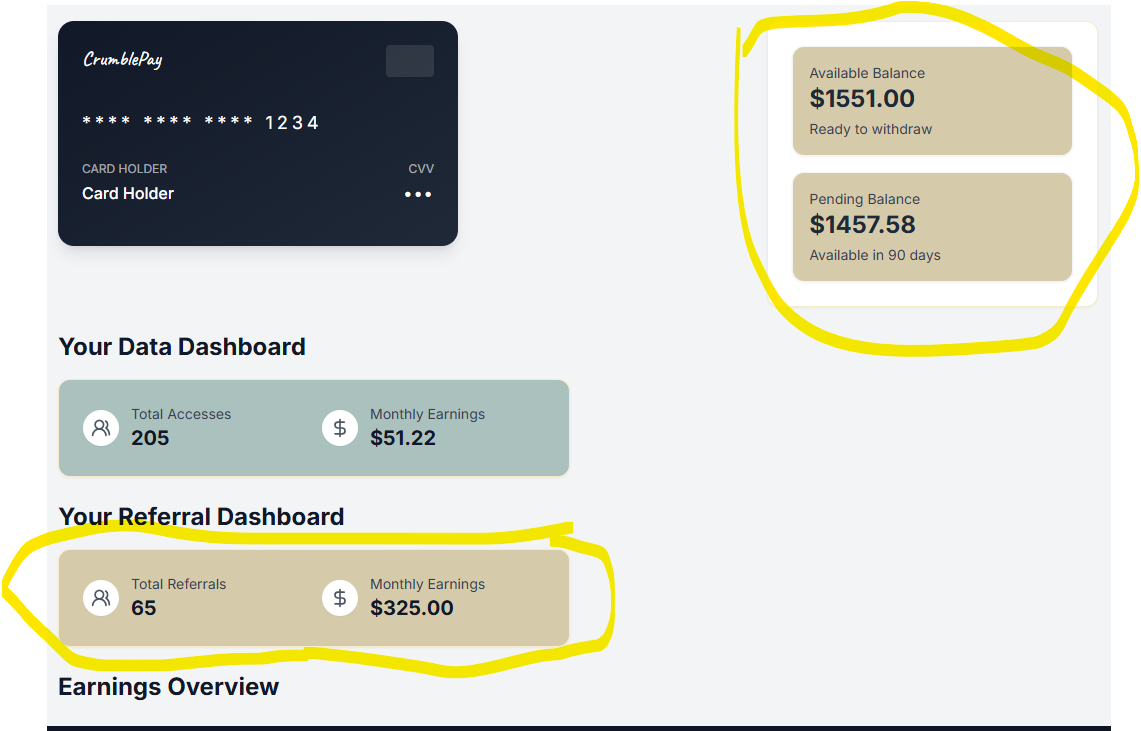 CrumblePay
**** **** **** 1234
CARD HOLDER
CVV
Card Holder
•••
Available Balance
$1551.00
Ready to withdraw
Pending Balance
$1457.58
Available in 90 days
Your Data Dashboard
Total Accesses
205
Monthly Earnings
$51.22
Your Referral Dashboard
Total Referrals
65
Monthly Earnings
$325.00
Earnings Overview